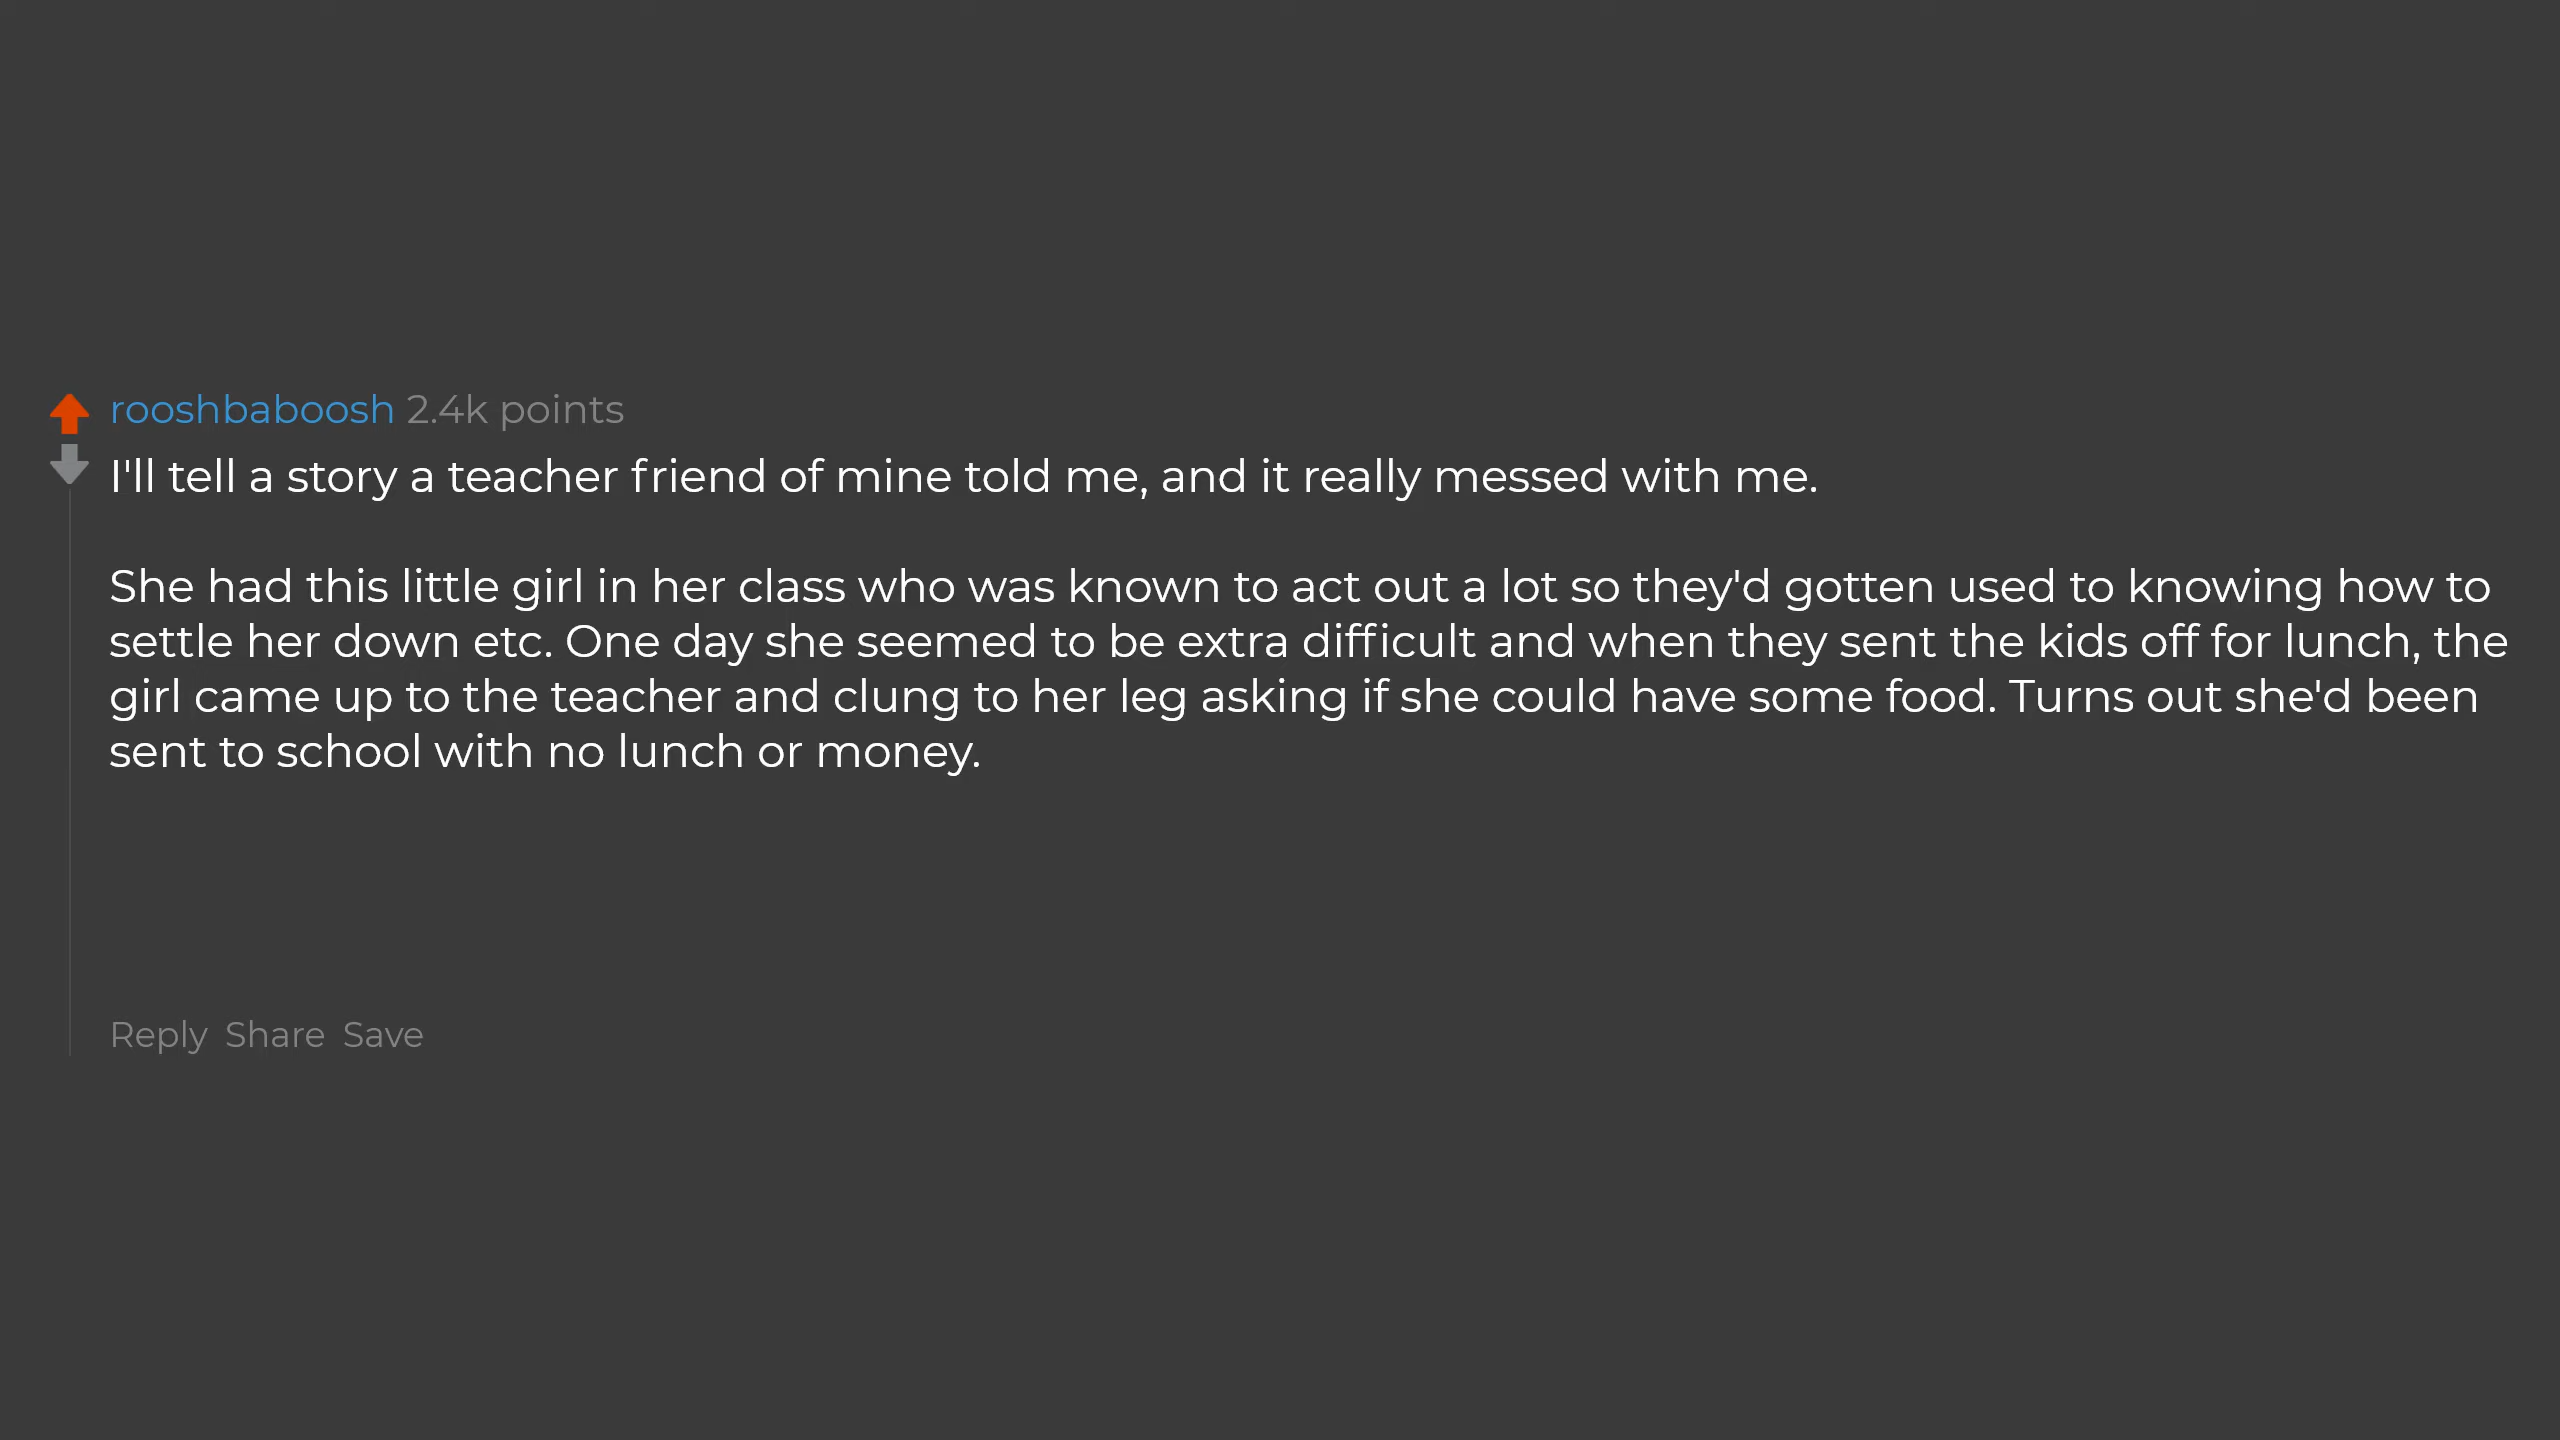 rooshbaboosh 2.4k points
I'll tell a story a teacher friend of mine told me, and it really messed with me.
She had this little girl in her class who was known to act out a lot so they'd gotten used to knowing how to
settle her down etc. One day she seemed to be extra difficult and when they sent the kids off for lunch, the
girl came up to the teacher and clung to her leg asking if she could have some food. Turns out she'd been
sent to school with no lunch or money.
Reply Share Save